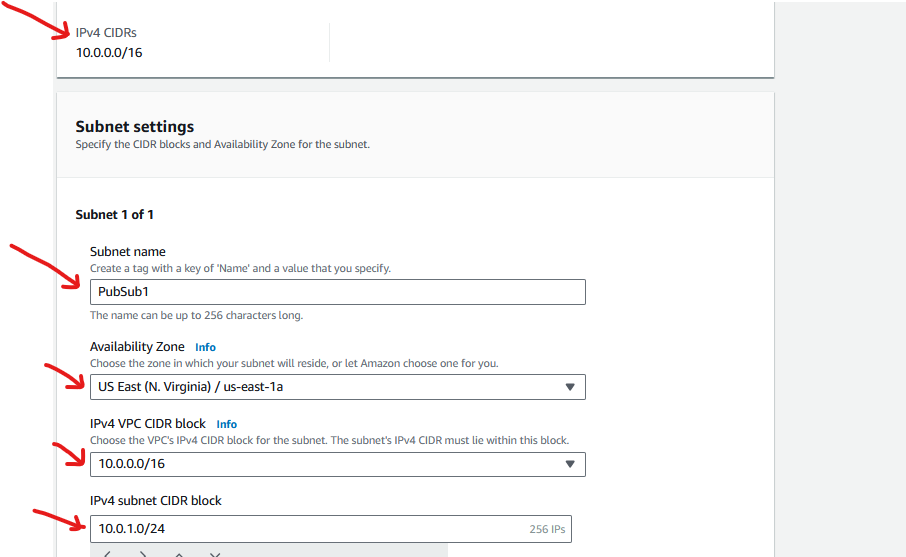 IPv4 CIDRs
10.0.0.0/16
Subnet settings
Specify the CIDR blocks and Availability Zone for the subnet.
Subnet 1 of 1
Subnet name
Create a tag with a key of 'Name' and a value that you specify.
PubSub1
The name can be up to 256 characters long.
Availability Zone Info
Choose the zone in which your subnet will reside, or let Amazon choose one for you.
US East (N. Virginia) / us-east-1a
IPv4 VPC CIDR block Info
Choose the VPC's IPv4 CIDR block for the subnet. The subnet's IPv4 CIDR must lie within this block.
10.0.0.0/16
IPv4 subnet CIDR block
10.0.1.0/24 256 IPs